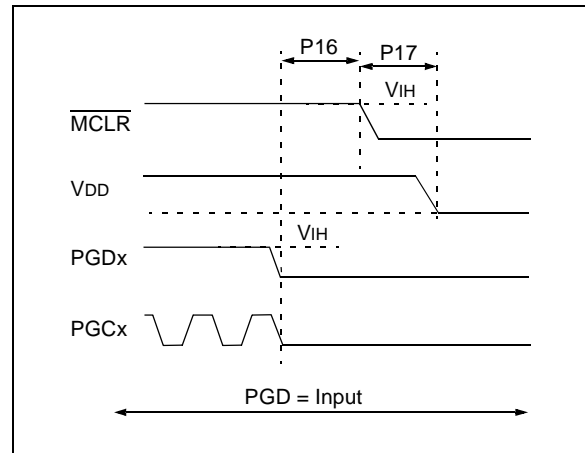 P16 P17
VIH
MCLR
VDD
VIH
PGDx
PGCx
PGD = Input